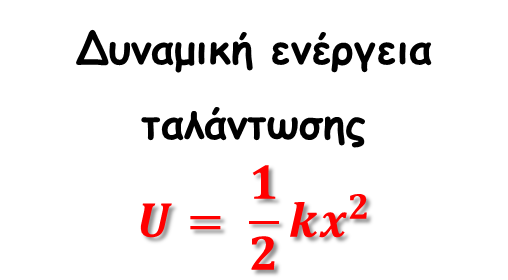 Δυναμική ενέργεια
ταλάντωσης
U = 1/2 kx²